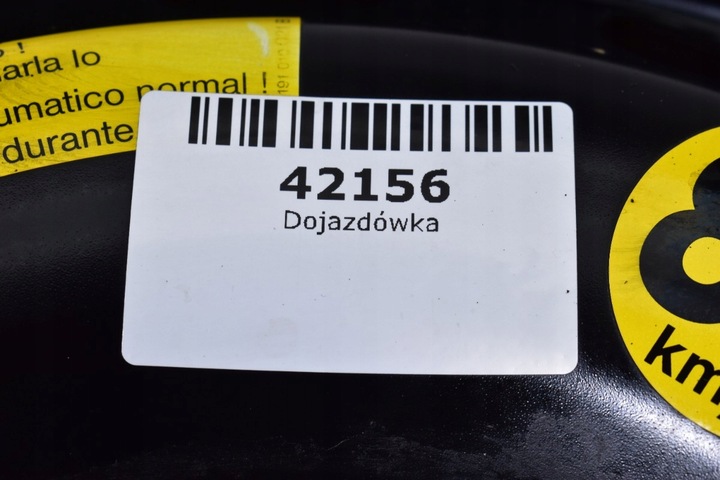 !
arla lo
umatico normal !
durante
42156
Dojazdówka
8
km